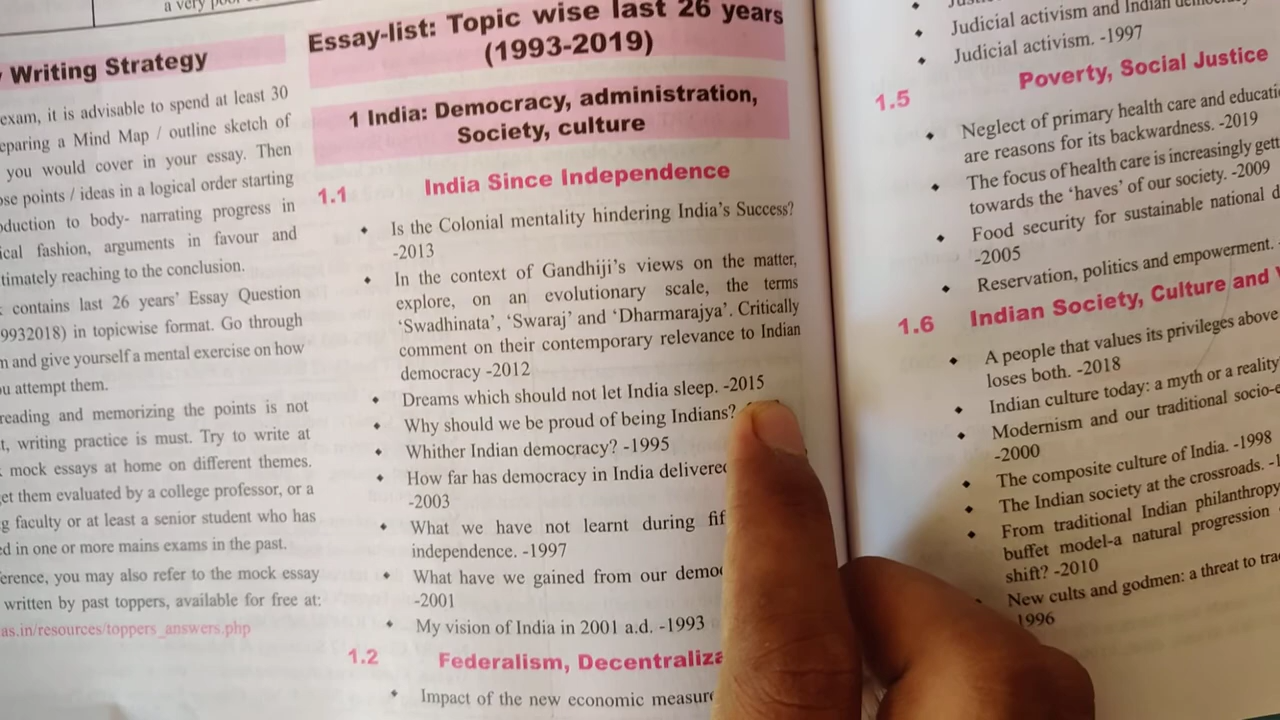 a very
Writing Strategy
exam, it is advisable to spend at least 30
eparing a Mind Map / outline sketch of
you would cover in your essay. Then
ose points / ideas in a logical order starting
oduction to body- narrating progress in
ical fashion, arguments in favour and
timately reaching to the conclusion.
contains last 26 years’ Essay Question
9932018) in topicwise format. Go through
m and give yourself a mental exercise on how
ou attempt them.
reading and memorizing the points is not
t, writing practice is must. Try to write at
mock essays at home on different themes.
et them evaluated by a college professor, or a
g faculty or at least a senior student who has
ed in one or more mains exams in the past.
ference, you may also refer to the mock essay
written by past toppers, available for free at:
as.in/resources/toppers_answers.php
Essay-list: Topic wise last 26 years
(1993-2019)
1 India: Democracy, administration,
Society, culture
1.1 India Since Independence
• Is the Colonial mentality hindering India’s Success?
-2013
• In the context of Gandhiji’s views on the matter,
explore, on an evolutionary scale, the terms
‘Swadhinata’, ‘Swaraj’ and ‘Dharmarajya’. Critically
comment on their contemporary relevance to Indian
democracy -2012
• Dreams which should not let India sleep. -2015
• Why should we be proud of being Indians?
• Whither Indian democracy? -1995
• How far has democracy in India delivered
-2003
• What we have not learnt during fif
independence. -1997
• What have we gained from our demo
-2001
• My vision of India in 2001 a.d. -1993
1.2 Federalism, Decentraliza
• Impact of the new economic measure
• Judicial activism and Indian democracy
• Judicial activism. -1997
1.5 Poverty, Social Justice
• Neglect of primary health care and educati
are reasons for its backwardness. -2019
• The focus of health care is increasingly gett
towards the ‘haves’ of our society. -2009
• Food security for sustainable national d
-2005
• Reservation, politics and empowerment.
1.6 Indian Society, Culture and
• A people that values its privileges above
loses both. -2018
• Indian culture today: a myth or a reality
• Modernism and our traditional socio-e
-2000
• The composite culture of India. -1998
• The Indian society at the crossroads. -1
• From traditional Indian philanthropy
buffet model-a natural progression
shift? -2010
New cults and godmen: a threat to tra
1996